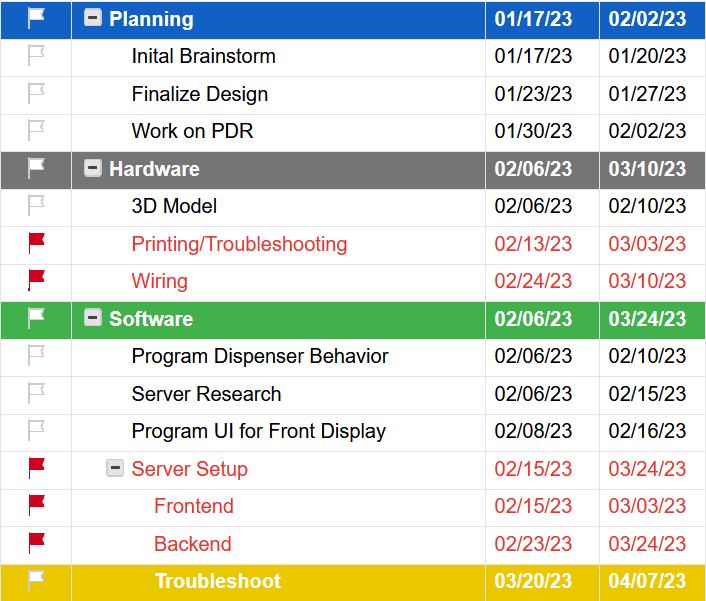 Planning 01/17/23 02/02/23
Inital Brainstorm 01/17/23 01/20/23
Finalize Design 01/23/23 01/27/23
Work on PDR 01/30/23 02/02/23
Hardware 02/06/23 03/10/23
3D Model 02/06/23 02/10/23
Printing/Troubleshooting 02/13/23 03/03/23
Wiring 02/24/23 03/10/23
Software 02/06/23 03/24/23
Program Dispenser Behavior 02/06/23 02/10/23
Server Research 02/06/23 02/15/23
Program UI for Front Display 02/08/23 02/16/23
Server Setup 02/15/23 03/24/23
Frontend 02/15/23 03/03/23
Backend 02/23/23 03/24/23
Troubleshoot 03/20/23 04/07/23